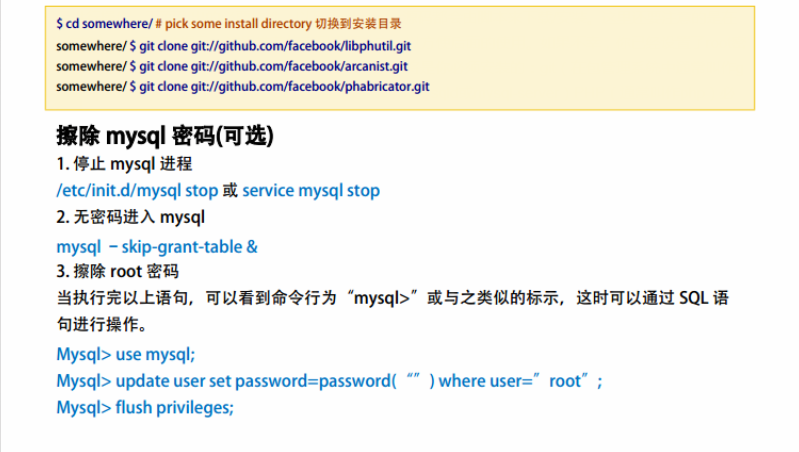 $ cd somewhere/ # pick some install directory 切换到安装目录
somewhere/ $ git clone git://github.com/facebook/libphutil.git
somewhere/ $ git clone git://github.com/facebook/arcanist.git
somewhere/ $ git clone git://github.com/facebook/phabricator.git
擦除 mysql 密码(可选)
1. 停止 mysql 进程
/etc/init.d/mysql stop 或 service mysql stop
2. 无密码进入 mysql
mysql –skip-grant-table &
3. 擦除 root 密码
当执行完以上语句，可以看到命令行为“mysql>”或与之类似的标示，这时可以通过 SQL 语
句进行操作。
Mysql> use mysql;
Mysql> update user set password=password(“”) where user=”root”;
Mysql> flush privileges;